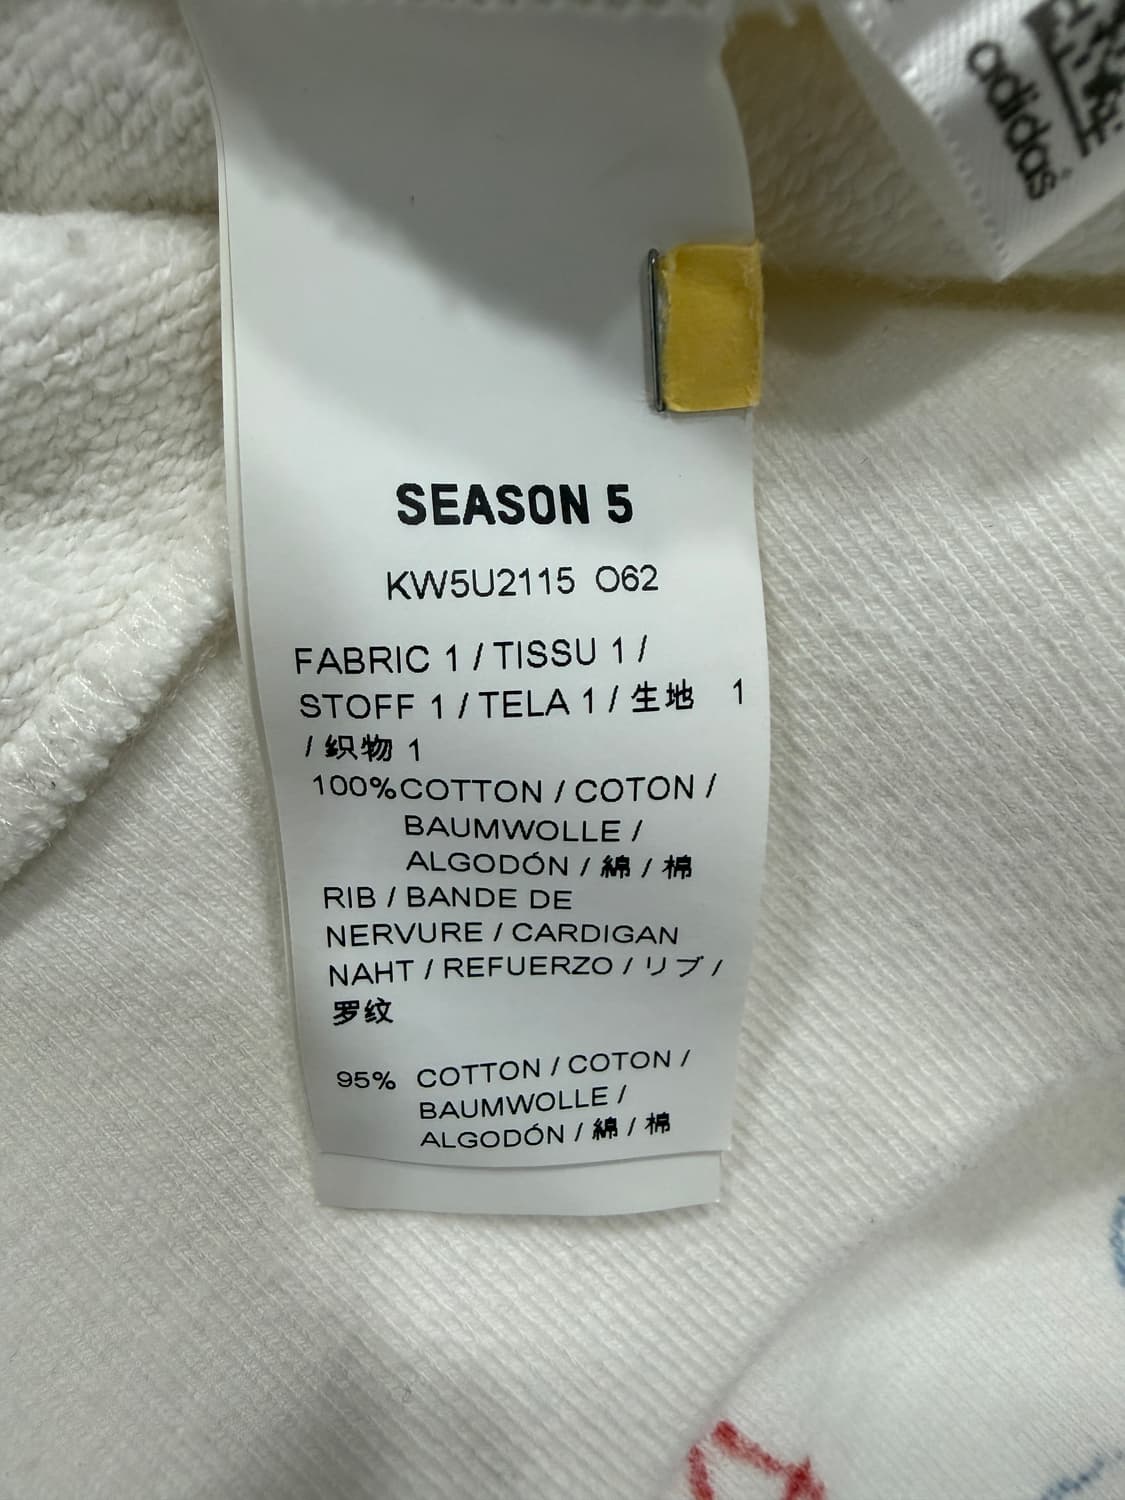 adidas
SEASON 5
KW5U2115 O62
FABRIC 1 / TISSU 1 /
STOFF 1 / TELA 1 / 生地 1
/ 织物 1
100%COTTON / COTON /
BAUMWOLLE /
ALGODÓN / 綿 / 棉
RIB / BANDE DE
NERVURE / CARDIGAN
NAHT / REFUERZO / リブ /
罗纹
95% COTTON / COTON /
BAUMWOLLE /
ALGODÓN / 綿 / 棉